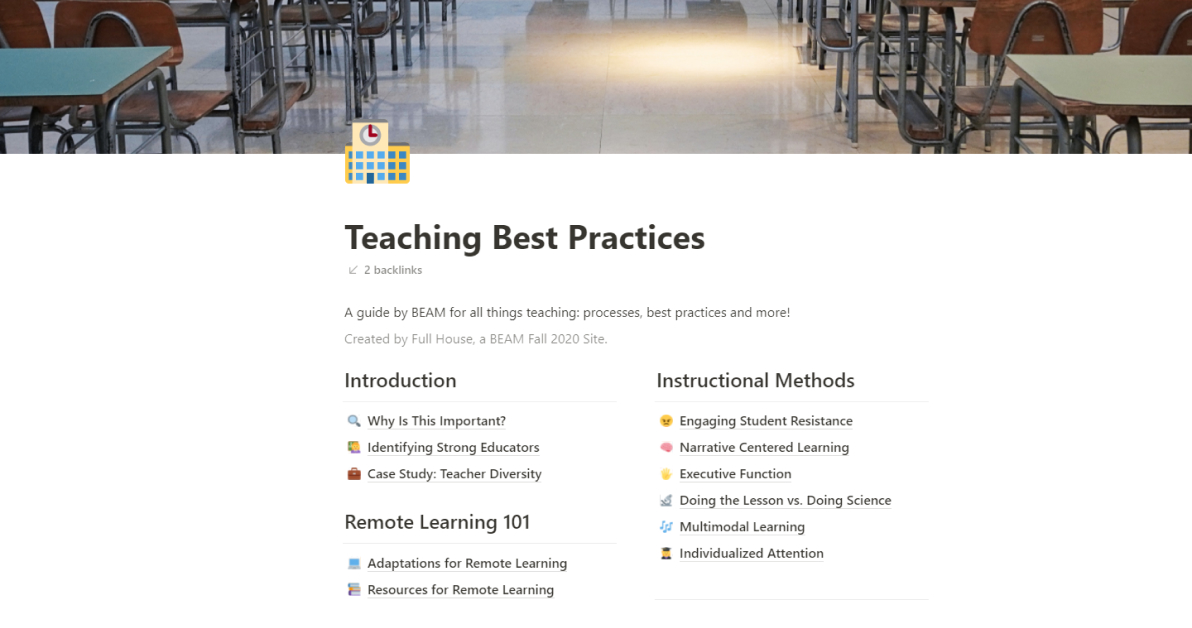 Teaching Best Practices
2 backlinks
A guide by BEAM for all things teaching: processes, best practices and more!
Created by Full House, a BEAM Fall 2020 Site.
Introduction
Why Is This Important?
Identifying Strong Educators
Case Study: Teacher Diversity
Remote Learning 101
Adaptations for Remote Learning
Resources for Remote Learning
Instructional Methods
Engaging Student Resistance
Narrative Centered Learning
Executive Function
Doing the Lesson vs. Doing Science
Multimodal Learning
Individualized Attention